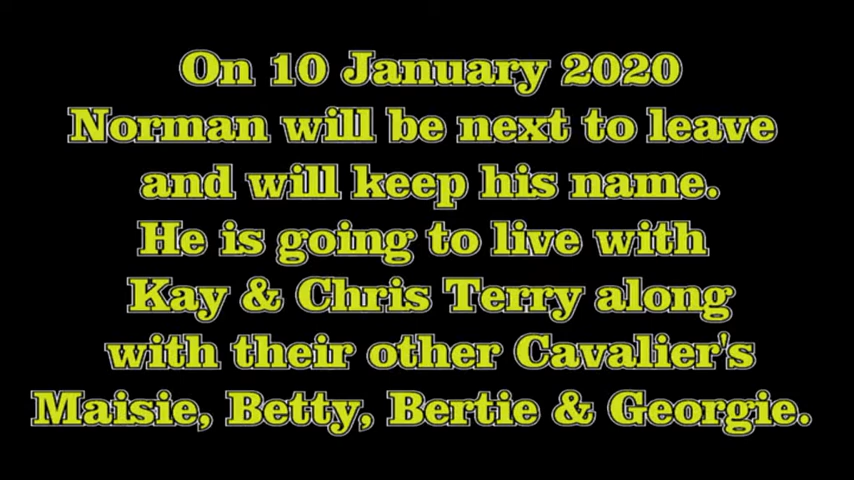 On 10 January 2020
Norman will be next to leave
and will keep his name.
He is going to live with
Kay & Chris Terry along
with their other Cavalier's
Maisie, Betty, Bertie & Georgie.